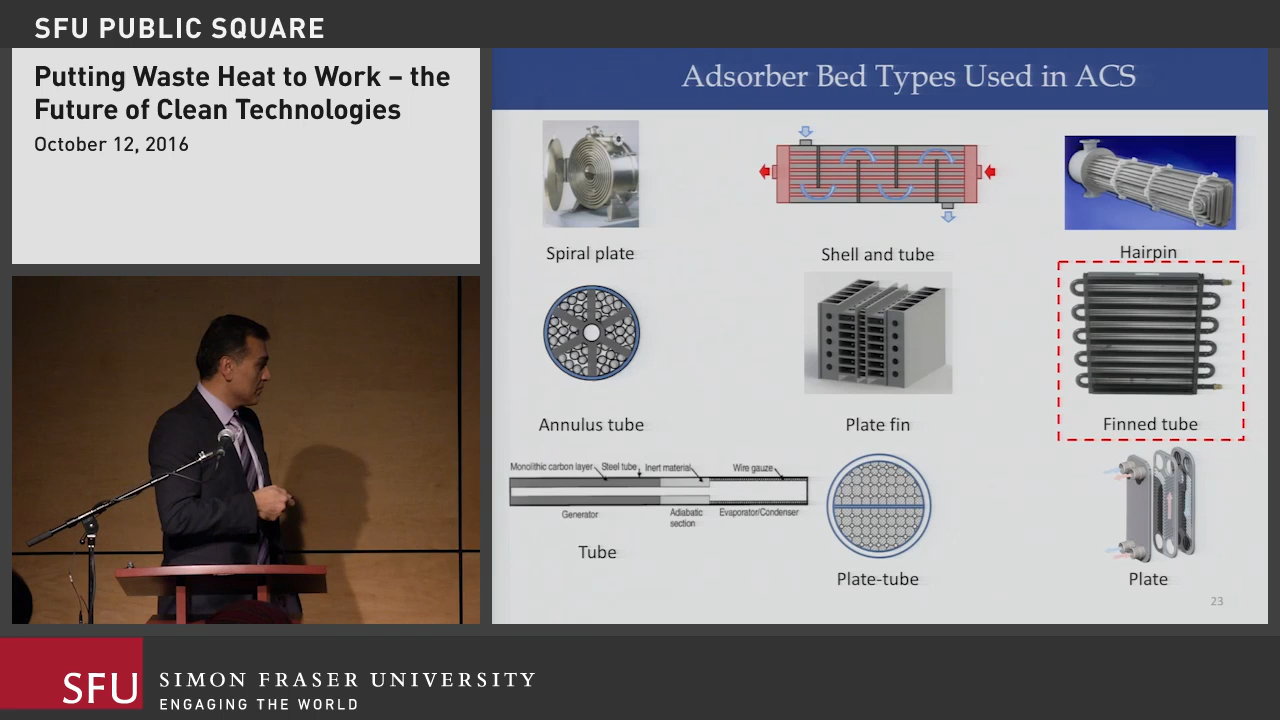 SFU PUBLIC SQUARE
Putting Waste Heat to Work – the
Future of Clean Technologies
October 12, 2016
Adsorber Bed Types Used in ACS
Spiral plate
Shell and tube
Hairpin
Annulus tube
Plate fin
Finned tube
Monolithic carbon layer
Steel tube
Inert material
Wire gauze
Generator
Adiabatic
section
Evaporator/Condenser
Tube
Plate-tube
Plate
23
SFU
SIMON FRASER UNIVERSITY
ENGAGING THE WORLD